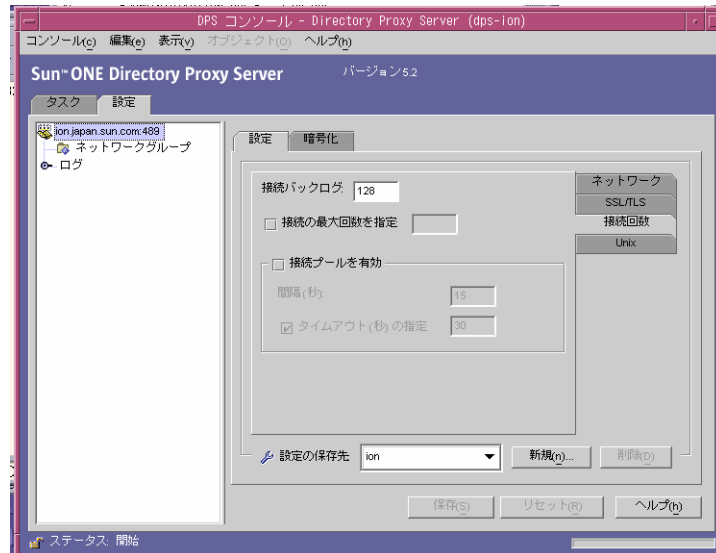 DPS コンソール - Directory Proxy Server (dps-ion)
コンソール(c) 編集(e) 表示(v) オブジェクト(o) ヘルプ(h)
Sun™ ONE Directory Proxy Server バージョン5.2
タスク 設定
ion.japan.sun.com:489
ネットワークグループ
ログ
設定 暗号化
ネットワーク
SSL/TLS
接続回数
Unix
接続バックログ: 128
接続の最大回数を指定
接続プールを有効
間隔(秒): 15
タイムアウト(秒)の指定 30
設定の保存先 ion 新規(n)... 削除(D)
保存(S) リセット(R) ヘルプ(h)
ステータス: 開始